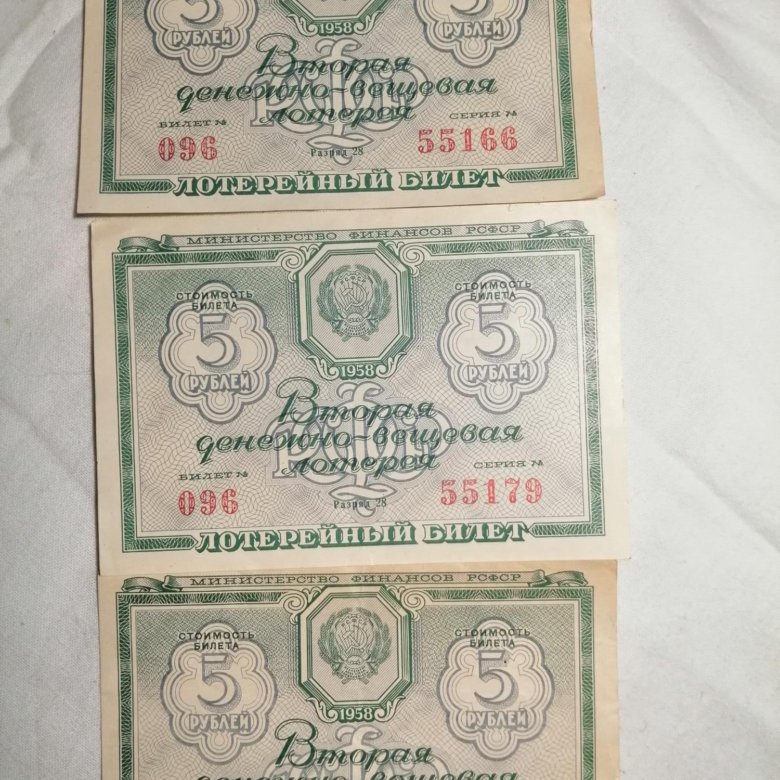 5 5
РУБЛЕЙ 1958 РУБЛЕЙ
Вторая
денежно-вещевая
лотерея
БИЛЕТ № СЕРИЯ №
096 Разряд 28 55166
ЛОТЕРЕЙНЫЙ БИЛЕТ
МИНИСТЕРСТВО ФИНАНСОВ РСФСР
СТОИМОСТЬ СТОИМОСТЬ
БИЛЕТА БИЛЕТА
5 5
РУБЛЕЙ РУБЛЕЙ
1958
Вторая
денежно-вещевая
лотерея
БИЛЕТ № СЕРИЯ №
096 Разряд 28 55179
ЛОТЕРЕЙНЫЙ БИЛЕТ
МИНИСТЕРСТВО ФИНАНСОВ РСФСР
СТОИМОСТЬ СТОИМОСТЬ
БИЛЕТА БИЛЕТА
5 5
РУБЛЕЙ РУБЛЕЙ
1958
Вторая
денежно-вещевая